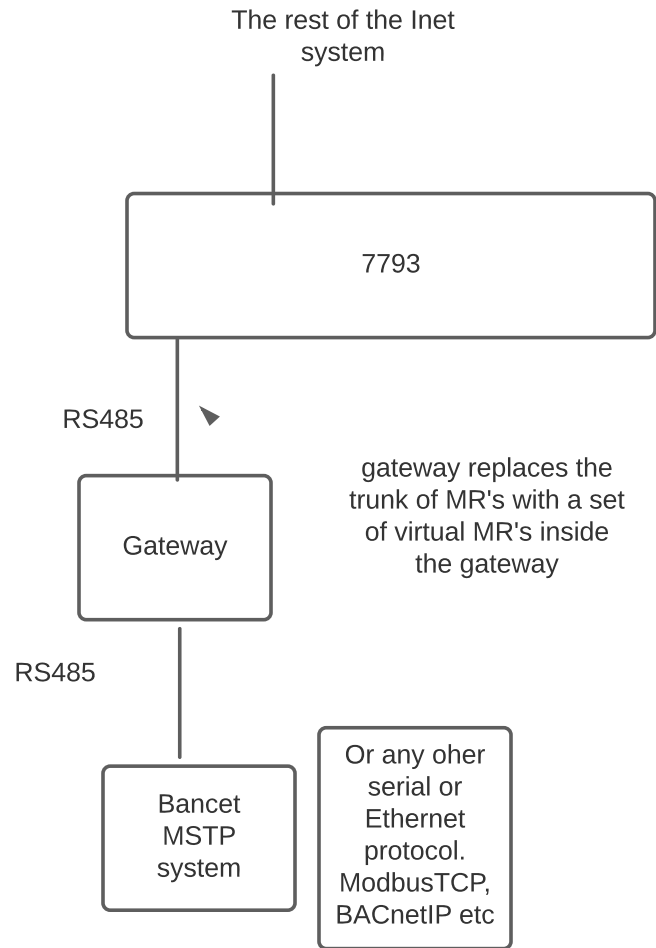 The rest of the Inet
system
7793
RS485
gateway replaces the
trunk of MR's with a set
of virtual MR's inside
the gateway
Gateway
RS485
Bancet
MSTP
system
Or any oher
serial or
Ethernet
protocol.
ModbusTCP,
BACnetIP etc